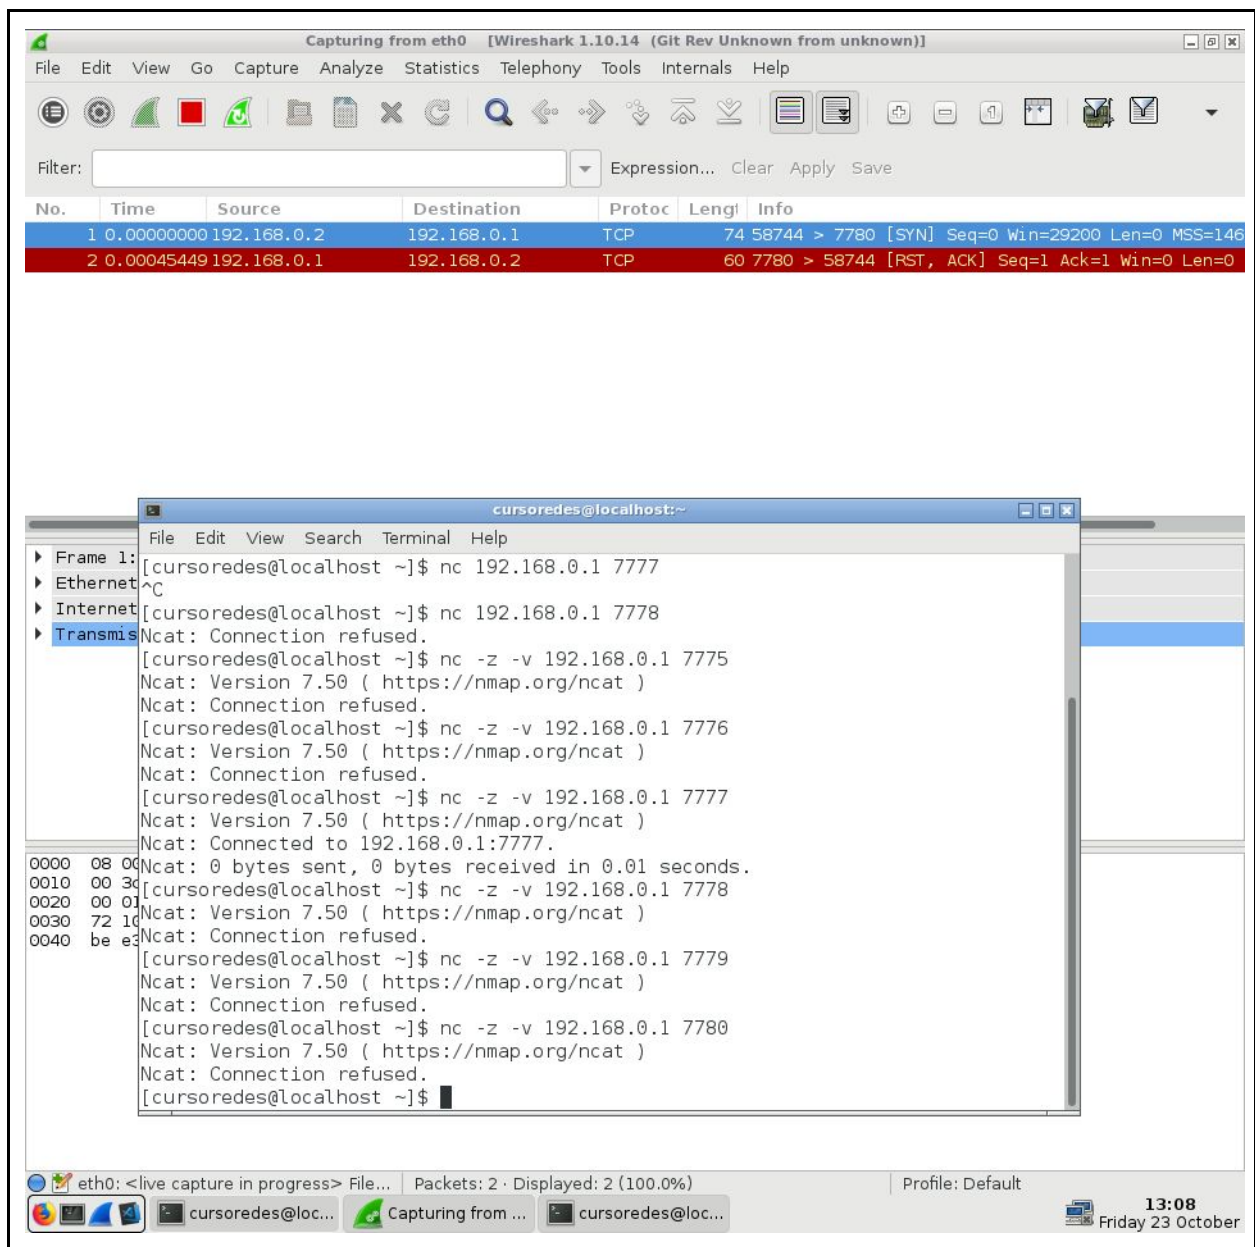 Capturing from eth0 [Wireshark 1.10.14 (Git Rev Unknown from unknown)]
File Edit View Go Capture Analyze Statistics Telephony Tools Internals Help
Filter: Expression... Clear Apply Save
No. Time Source Destination Protoc Lengt Info
1 0.00000000 192.168.0.2 192.168.0.1 TCP 74 58744 > 7780 [SYN] Seq=0 Win=29200 Len=0 MSS=146
2 0.00045449 192.168.0.1 192.168.0.2 TCP 60 7780 > 58744 [RST, ACK] Seq=1 Ack=1 Win=0 Len=0
Frame 1:
Ethernet
Internet
Transmis
0000 08 00
0010 00 3c
0020 00 01
0030 72 10
0040 be e3
cursoredes@localhost:~
File Edit View Search Terminal Help
[cursoredes@localhost ~]$ nc 192.168.0.1 7777
^C
[cursoredes@localhost ~]$ nc 192.168.0.1 7778
Ncat: Connection refused.
[cursoredes@localhost ~]$ nc -z -v 192.168.0.1 7775
Ncat: Version 7.50 ( https://nmap.org/ncat )
Ncat: Connection refused.
[cursoredes@localhost ~]$ nc -z -v 192.168.0.1 7776
Ncat: Version 7.50 ( https://nmap.org/ncat )
Ncat: Connection refused.
[cursoredes@localhost ~]$ nc -z -v 192.168.0.1 7777
Ncat: Version 7.50 ( https://nmap.org/ncat )
Ncat: Connected to 192.168.0.1:7777.
Ncat: 0 bytes sent, 0 bytes received in 0.01 seconds.
[cursoredes@localhost ~]$ nc -z -v 192.168.0.1 7778
Ncat: Version 7.50 ( https://nmap.org/ncat )
Ncat: Connection refused.
[cursoredes@localhost ~]$ nc -z -v 192.168.0.1 7779
Ncat: Version 7.50 ( https://nmap.org/ncat )
Ncat: Connection refused.
[cursoredes@localhost ~]$ nc -z -v 192.168.0.1 7780
Ncat: Version 7.50 ( https://nmap.org/ncat )
Ncat: Connection refused.
[cursoredes@localhost ~]$
eth0: <live capture in progress> File... Packets: 2 · Displayed: 2 (100.0%) Profile: Default
cursoredes@loc... Capturing from ... cursoredes@loc... 13:08
Friday 23 October